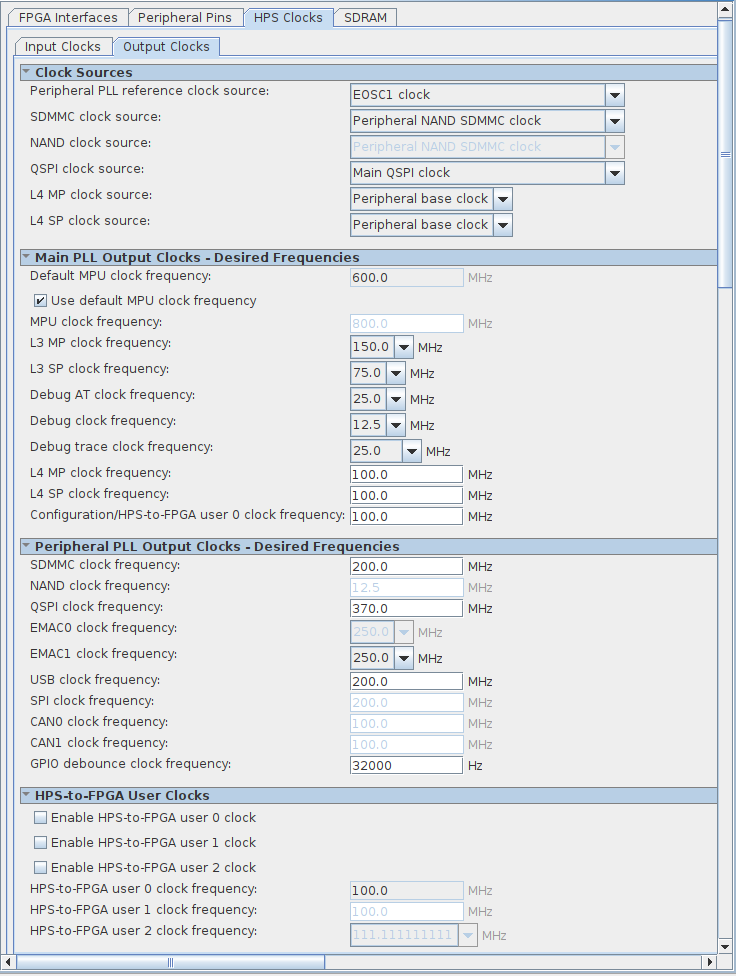 FPGA Interfaces Peripheral Pins HPS Clocks SDRAM
Input Clocks Output Clocks
Clock Sources
Peripheral PLL reference clock source: EOSC1 clock
SDMMC clock source: Peripheral NAND SDMMC clock
NAND clock source: Peripheral NAND SDMMC clock
QSPI clock source: Main QSPI clock
L4 MP clock source: Peripheral base clock
L4 SP clock source: Peripheral base clock
Main PLL Output Clocks - Desired Frequencies
Default MPU clock frequency: 600.0 MHz
Use default MPU clock frequency
MPU clock frequency: 800.0 MHz
L3 MP clock frequency: 150.0 MHz
L3 SP clock frequency: 75.0 MHz
Debug AT clock frequency: 25.0 MHz
Debug clock frequency: 12.5 MHz
Debug trace clock frequency: 25.0 MHz
L4 MP clock frequency: 100.0 MHz
L4 SP clock frequency: 100.0 MHz
Configuration/HPS-to-FPGA user 0 clock frequency: 100.0 MHz
Peripheral PLL Output Clocks - Desired Frequencies
SDMMC clock frequency: 200.0 MHz
NAND clock frequency: 12.5 MHz
QSPI clock frequency: 370.0 MHz
EMAC0 clock frequency: 250.0 MHz
EMAC1 clock frequency: 250.0 MHz
USB clock frequency: 200.0 MHz
SPI clock frequency: 200.0 MHz
CAN0 clock frequency: 100.0 MHz
CAN1 clock frequency: 100.0 MHz
GPIO debounce clock frequency: 32000 Hz
HPS-to-FPGA User Clocks
Enable HPS-to-FPGA user 0 clock
Enable HPS-to-FPGA user 1 clock
Enable HPS-to-FPGA user 2 clock
HPS-to-FPGA user 0 clock frequency: 100.0 MHz
HPS-to-FPGA user 1 clock frequency: 100.0 MHz
HPS-to-FPGA user 2 clock frequency: 111.111111111 MHz